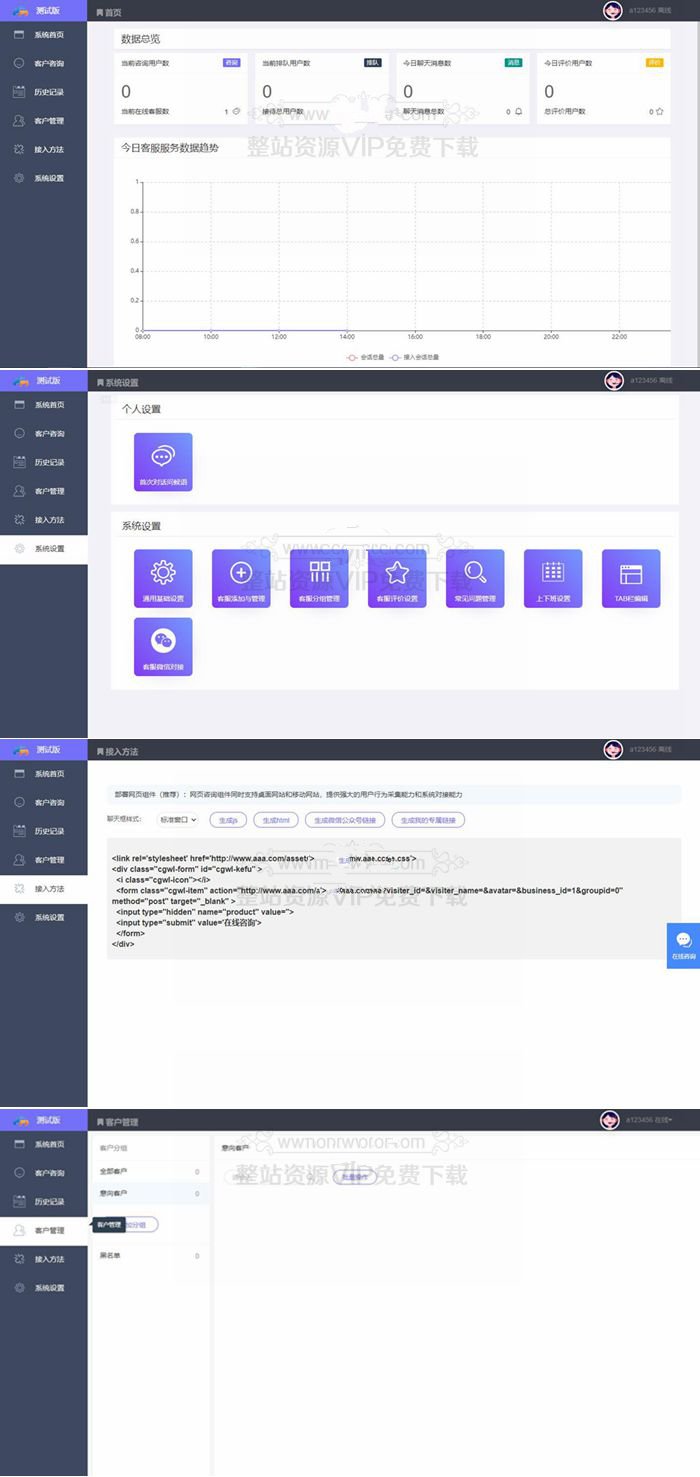 测试版
首页
a123456 离线
系统首页
客户咨询
历史记录
客户管理
接入方法
系统设置
数据总览
当前咨询用户数 咨询
0
当前在线客服数 1
当前排队用户数 排队
0
接待总用户数
今日聊天消息数 消息
0
聊天消息总数 0
今日评价用户数 评价
0
总评价用户数 0
整站资源VIP免费下载
今日客服服务数据趋势
1
0.8
0.6
0.4
0.2
0
08:00 10:00 12:00 14:00 16:00 18:00 20:00 22:00
会话总量 接入会话总量
测试版
系统设置
a123456 离线
系统首页
客户咨询
历史记录
客户管理
接入方法
系统设置
个人设置
首次对话问候语
系统设置
整站资源VIP免费下载
通用基础设置 客服添加与管理 客服分组管理 客服评价设置 常见问题管理 上下班设置 TAB栏编辑
客服微信对接
测试版
接入方法
a123456 离线
系统首页
客户咨询
历史记录
客户管理
接入方法
系统设置
部署网页组件（推荐）：网页咨询组件同时支持桌面网站和移动网站，提供强大的用户行为采集能力和系统对接能力
聊天框样式： 标准窗口 生成js 生成html 生成微信公众号链接 生成我的专属链接
<link rel='stylesheet' href='http://www.aaa.com/asset/'>
<div class="cgwl-form" id="cgwl-kefu" >
<i class="cgwl-icon"></i>
<form class="cgwl-item" action="http://www.aaa.com/a'> ?visiter_id=&visiter_name=&avatar=&business_id=1&groupid=0"
method="post" target="_blank" >
<input type="hidden" name="product" value=''>
<input type="submit" value='在线咨询'>
</form>
</div>
整站资源VIP免费下载
在线咨询
测试版
客户管理
a123456 在线
系统首页
客户咨询
历史记录
客户管理
接入方法
系统设置
客户分组
全部客户 0
意向客户 0
客户管理 加分组
黑名单 0
意向客户
批量操作
整站资源VIP免费下载